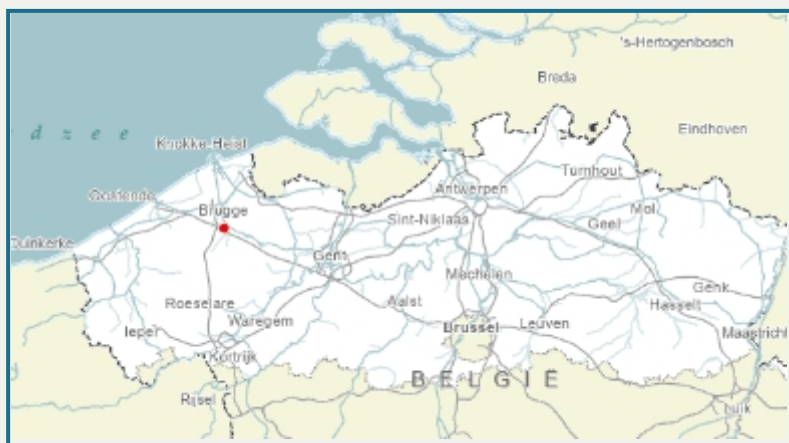 's-Hertogenbosch
Breda
Eindhoven
d z e e
Knokke-Heist
Turnhout
Oostende
Antwerpen
Brugge
Mol
Sint-Niklaas
Geel
Duinkerke
Gent
Mechelen
Genk
Roeselare
Aalst
Hasselt
Ieper
Waregem
Brussel
Leuven
Maastricht
Kortrijk
BELGIË
Rijsel
Luik